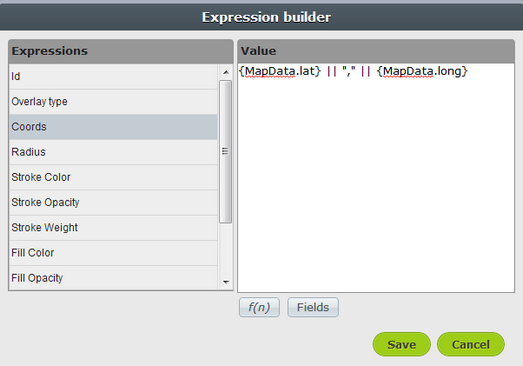 Expression builder
Expressions
Value
Id
Overlay type
Coords
Radius
Stroke Color
Stroke Opacity
Stroke Weight
Fill Color
Fill Opacity
{MapData.lat} || "," || {MapData.long}
f(n)
Fields
Save
Cancel